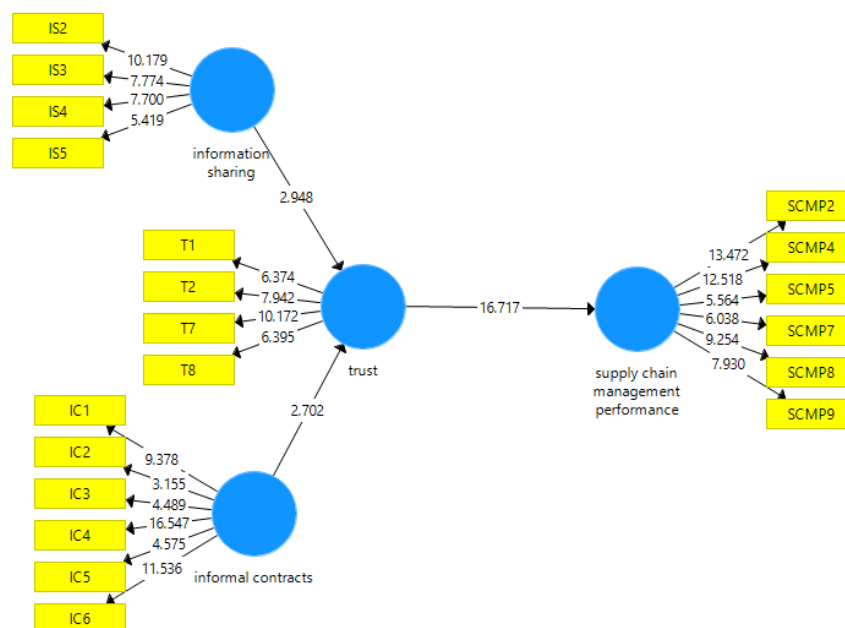 IS2
IS3
IS4
IS5
10.179
7.774
7.700
5.419
information
sharing
2.948
T1
T2
T7
T8
6.374
7.942
10.172
6.395
trust
16.717
SCMP2
SCMP4
SCMP5
SCMP7
SCMP8
SCMP9
13.472
12.518
5.564
6.038
9.254
7.930
supply chain
management
performance
2.702
IC1
IC2
IC3
IC4
IC5
IC6
9.378
3.155
4.489
16.547
4.575
11.536
informal contracts